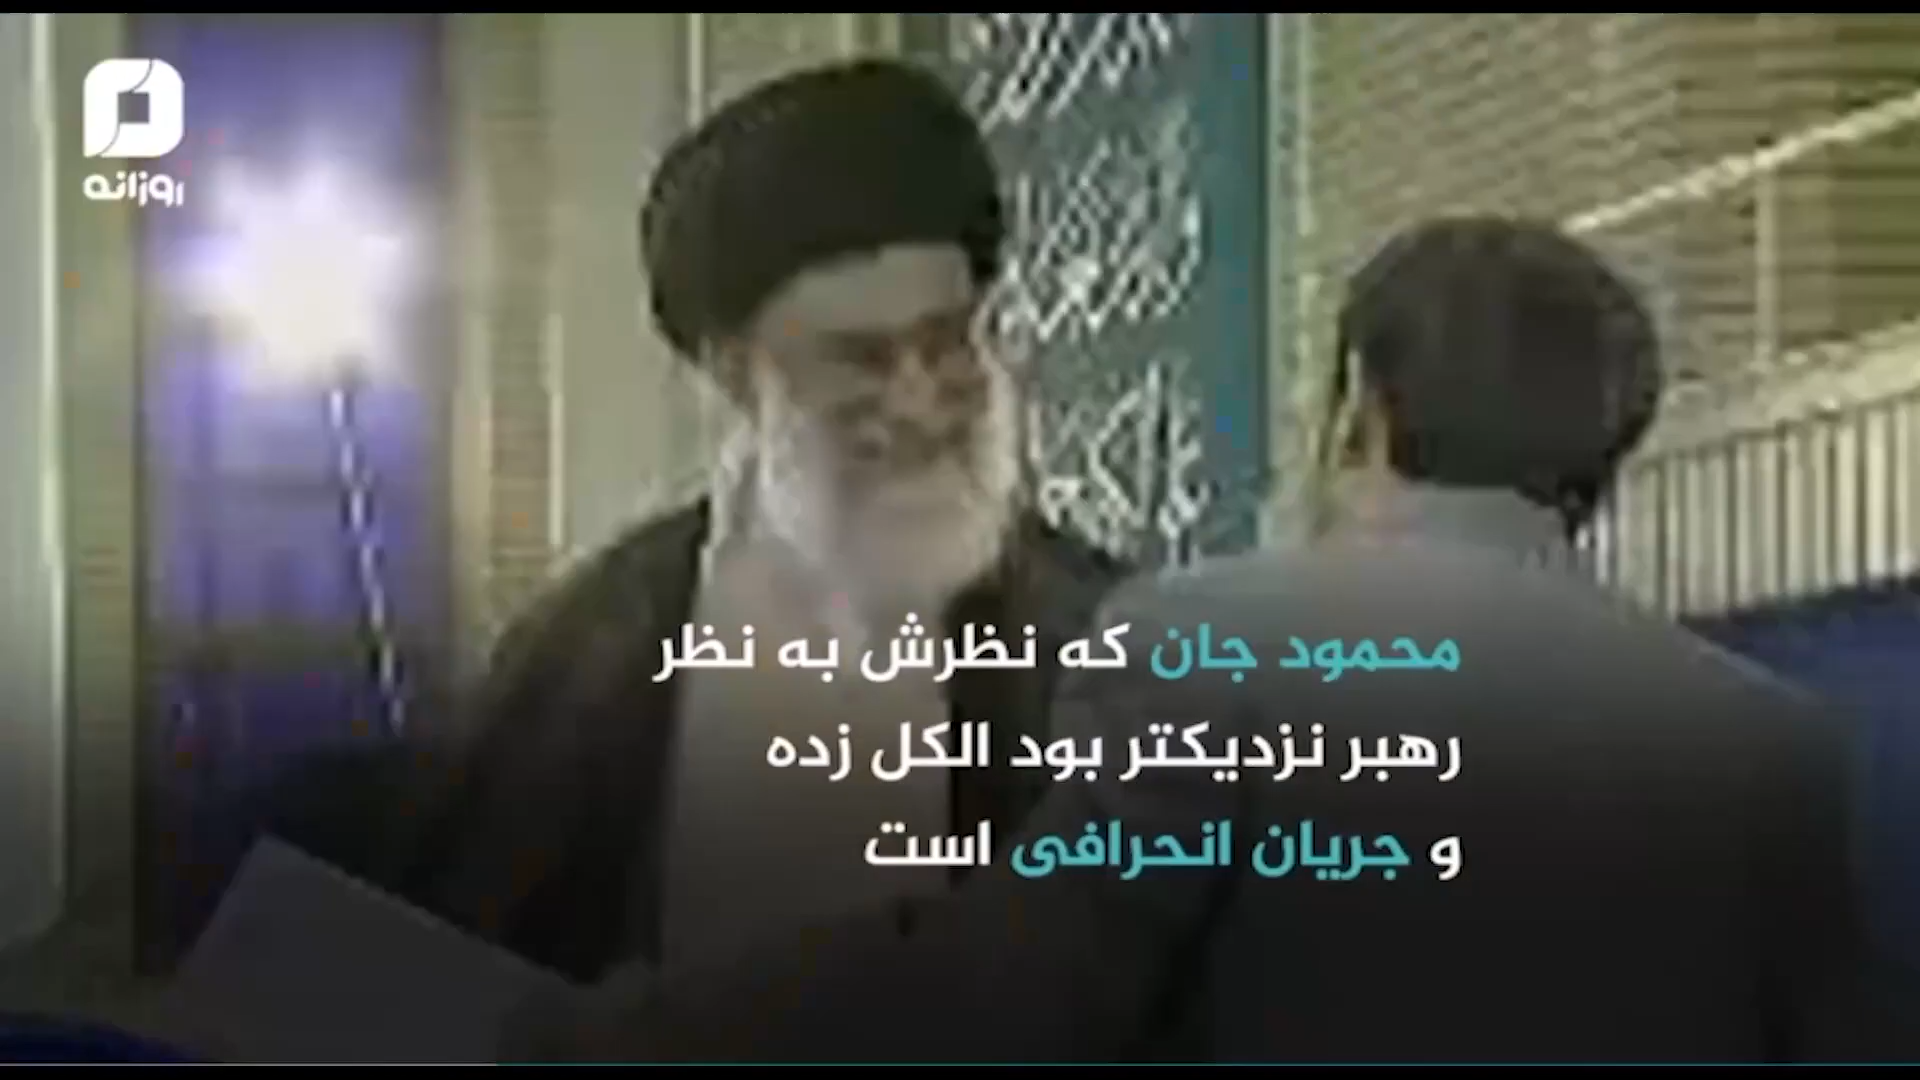 روزانه
محمود جان که نظرش به نظر
رهبر نزدیکتر بود الکل زده
و جریان انحرافی است